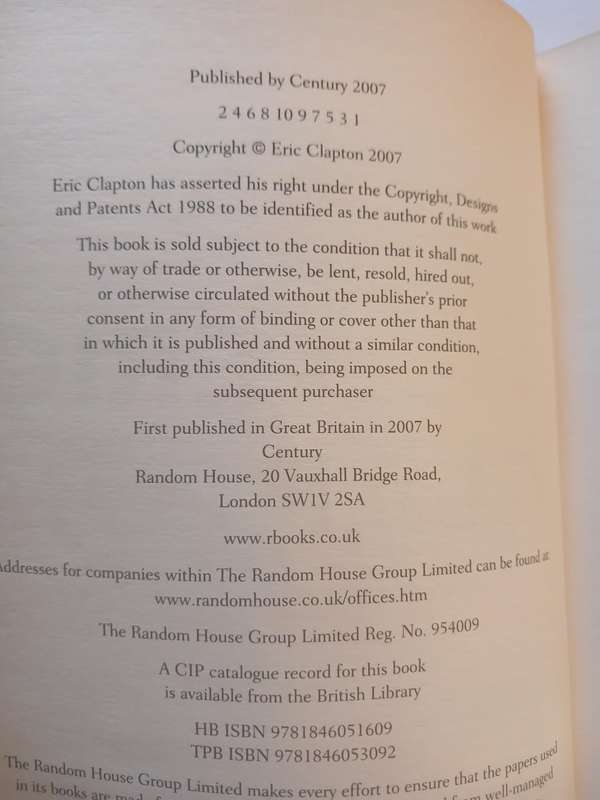 Published by Century 2007
2 4 6 8 10 9 7 5 3 1
Copyright © Eric Clapton 2007
Eric Clapton has asserted his right under the Copyright, Designs
and Patents Act 1988 to be identified as the author of this work
This book is sold subject to the condition that it shall not,
by way of trade or otherwise, be lent, resold, hired out,
or otherwise circulated without the publisher's prior
consent in any form of binding or cover other than that
in which it is published and without a similar condition,
including this condition, being imposed on the
subsequent purchaser
First published in Great Britain in 2007 by
Century
Random House, 20 Vauxhall Bridge Road,
London SW1V 2SA
www.rbooks.co.uk
Addresses for companies within The Random House Group Limited can be found at
www.randomhouse.co.uk/offices.htm
The Random House Group Limited Reg. No. 954009
A CIP catalogue record for this book
is available from the British Library
HB ISBN 9781846051609
TPB ISBN 9781846053092
The Random House Group Limited makes every effort to ensure that the papers used
in its books are made from well-managed